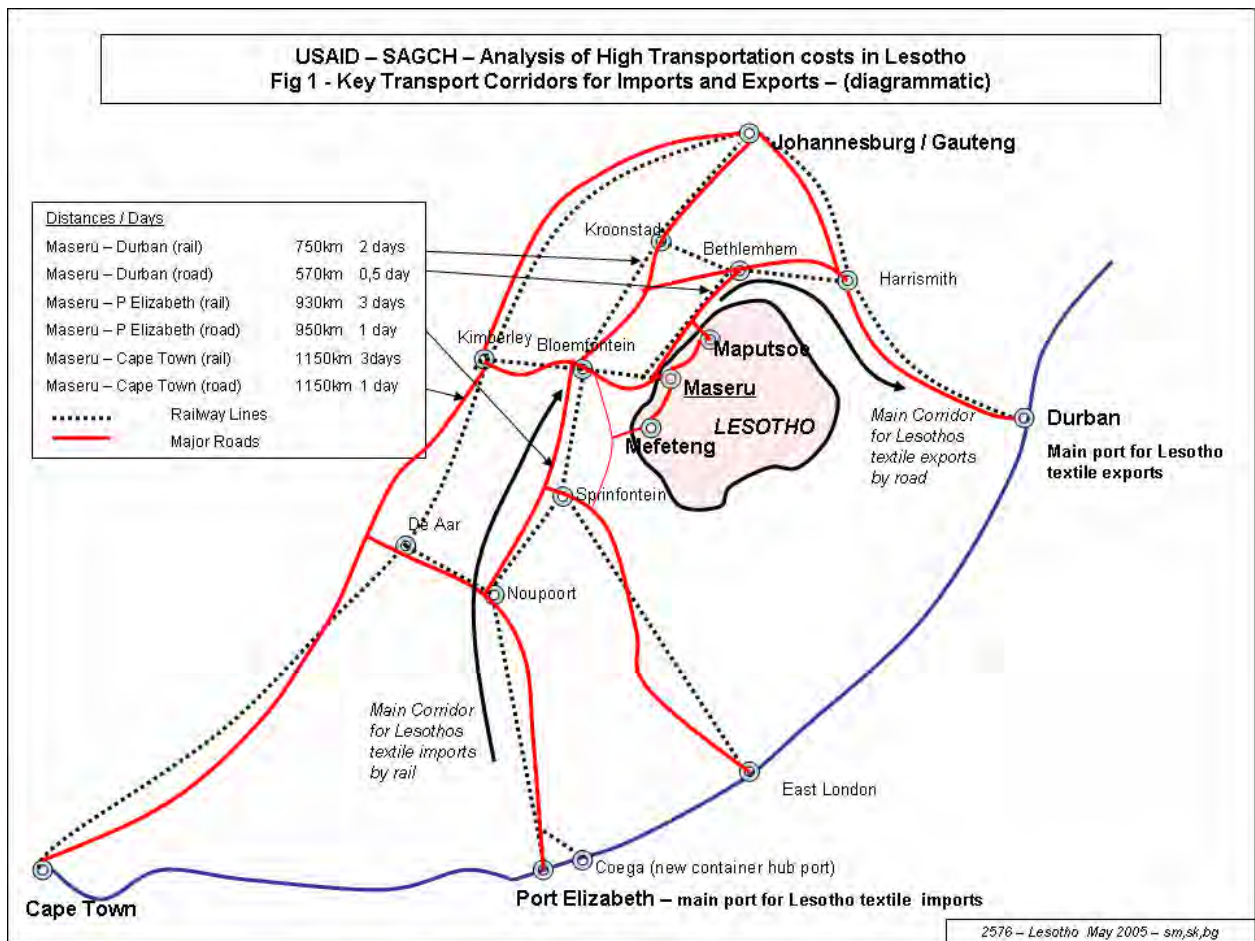 USAID – SAGCH – Analysis of High Transportation costs in Lesotho
Fig 1 - Key Transport Corridors for Imports and Exports – (diagrammatic)
Johannesburg / Gauteng
Distances / Days
Maseru – Durban (rail) 750km 2 days
Maseru – Durban (road) 570km 0,5 day
Maseru – P Elizabeth (rail) 930km 3 days
Maseru – P Elizabeth (road) 950km 1 day
Maseru – Cape Town (rail) 1150km 3days
Maseru – Cape Town (road) 1150km 1 day
Railway Lines
Major Roads
Kroonstad
Bethlemhem
Harrismith
Kimberley
Bloemfontein
Maputsoe
Maseru
LESOTHO
Mefeteng
Main Corridor
for Lesothos
textile exports
by road
Durban
Main port for Lesotho
textile exports
Sprinfontein
De Aar
Noupoort
Main Corridor
for Lesothos
textile imports
by rail
East London
Coega (new container hub port)
Port Elizabeth – main port for Lesotho textile imports
Cape Town
2576 – Lesotho May 2005 – sm,sk,bg